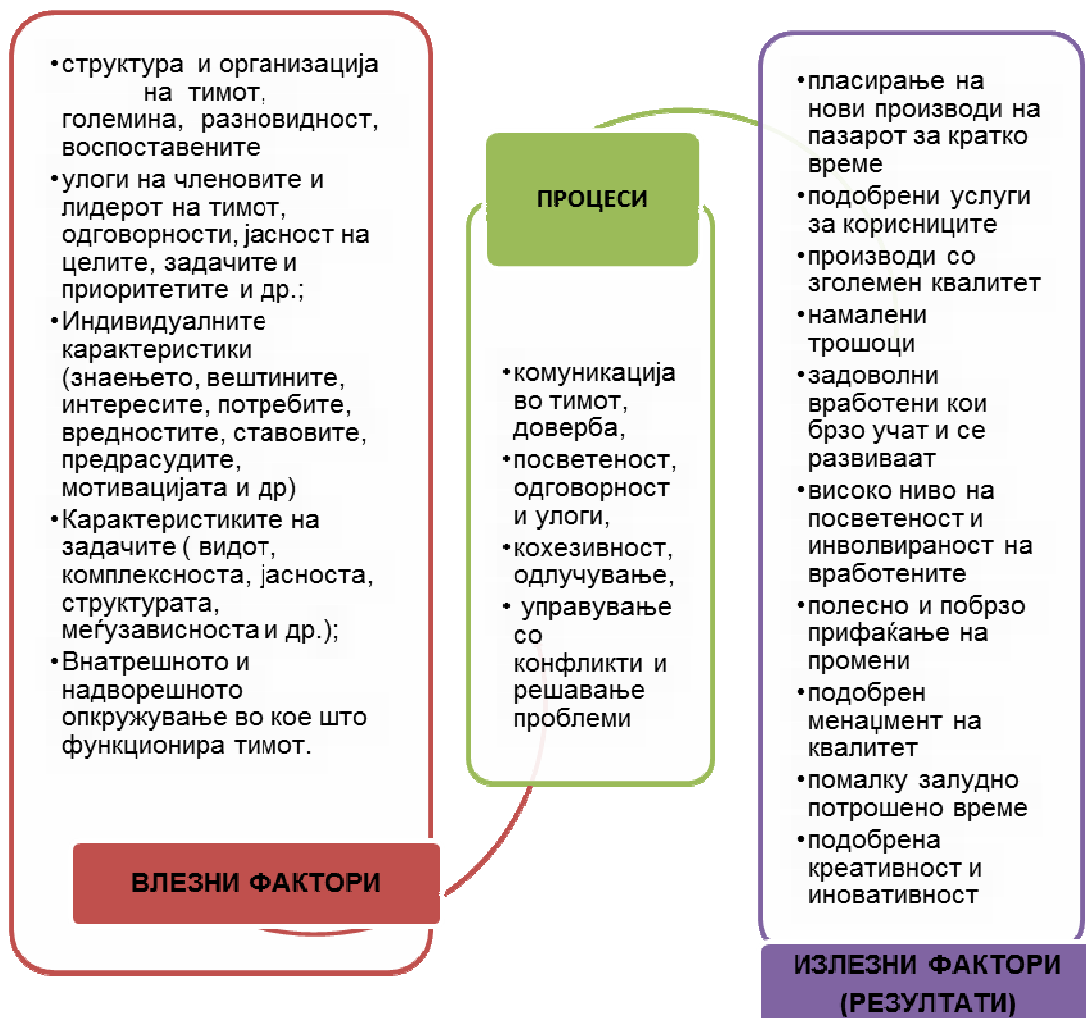 •структура и организација
на тимот,
големина, разновидност,
воспоставените
•улоги на членовите и
лидерот на тимот,
одговорности, јасност на
целите, задачите и
приоритетите и др.;
•Индивидуалните
карактеристики
(знаењето, вештините,
интересите, потребите,
вредностите, ставовите,
предрасудите,
мотивацијата и др)
•Карактеристиките на
задачите ( видот,
комплексноста, јасноста,
структурата,
меѓузависноста и др.);
•Внатрешното и
надворешното
опкружување во кое што
функционира тимот.
ВЛЕЗНИ ФАКТОРИ
ПРОЦЕСИ
•комуникација
во тимот,
доверба,
•посветеност,
одговорност
и улоги,
•кохезивност,
одлучување,
• управување
со
конфликти и
решавање
проблеми
•пласирање на
нови производи на
пазарот за кратко
време
•подобрени услуги
за корисниците
•производи со
зголемен квалитет
•намалени
трошоци
•задоволни
вработени кои
брзо учат и се
развиваат
•високо ниво на
посветеност и
инволвираност на
вработените
•полесно и побрзо
прифаќање на
промени
•подобрен
менаџмент на
квалитет
•помалку залудно
потрошено време
•подобрена
креативност и
иновативност
ИЗЛЕЗНИ ФАКТОРИ
(РЕЗУЛТАТИ)